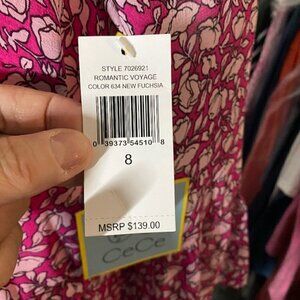 STYLE 7026921
ROMANTIC VOYAGE
COLOR 634 NEW FUCHSIA
0 39373 54510 8
8
MSRP $139.00
CeCe